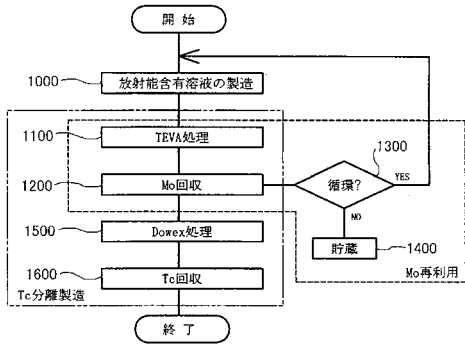 開始
1000
放射能含有溶液の製造
1100
TEVA処理
1200
Mo回収
1300
循環?
YES
NO
1500
Dowex処理
貯蔵
1400
1600
Tc回収
Mo再利用
Tc分離製造
終了